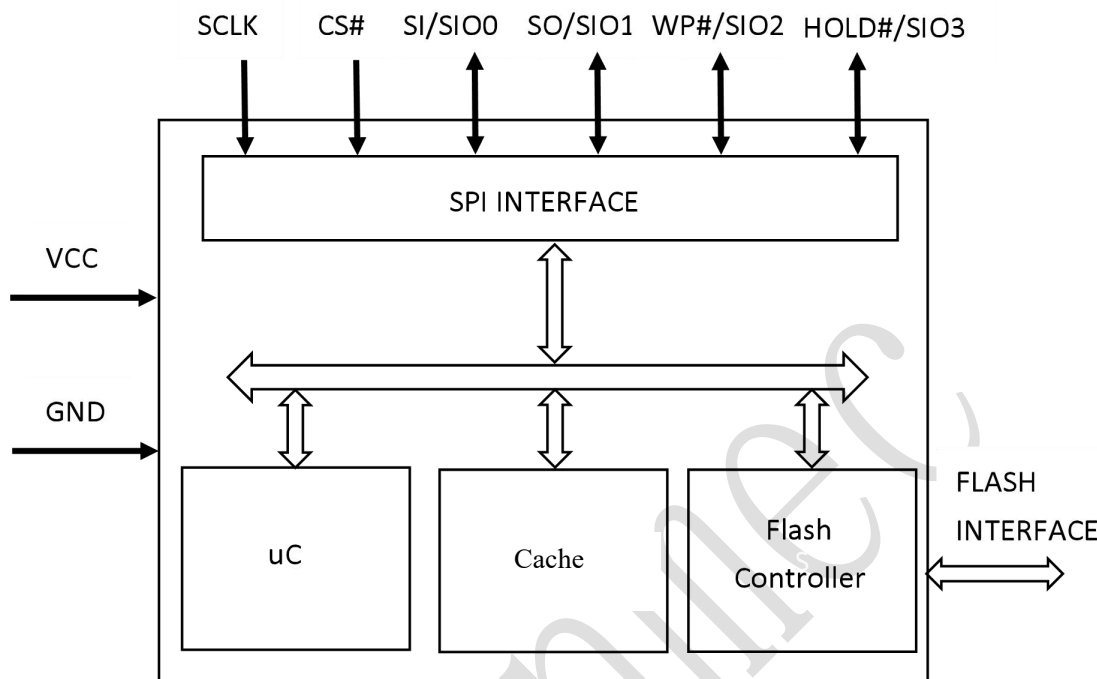 SCLK CS# SI/SIO0 SO/SIO1 WP#/SIO2 HOLD#/SIO3
SPI INTERFACE
VCC
GND
uC
Cache
Flash
Controller
FLASH
INTERFACE